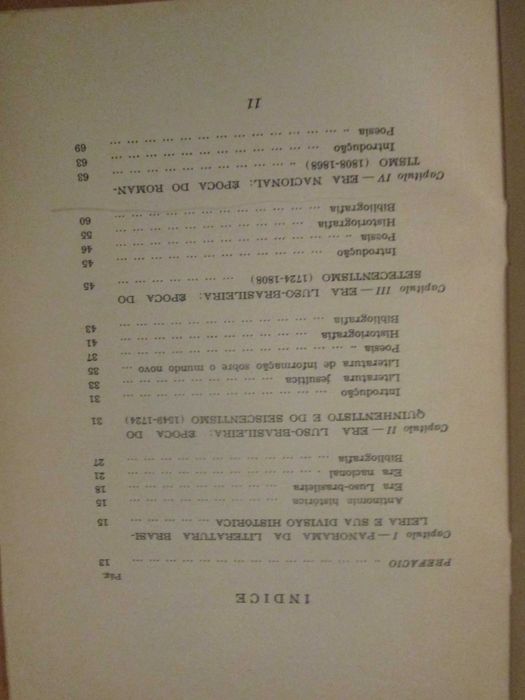 INDICE
Pág.
PREFACIO ... ... ... ... ... ... ... ... ... ... ... ... 13
Capítulo I — PANORAMA DA LITERATURA BRASI-
LEIRA E SUA DIVISÃO HISTORICA ... ... ... ... 15
Antinomia histórica ... ... ... ... ... ... ... ... 15
Era Luso-brasileira ... ... ... ... ... ... ... ... 18
Era nacional . ... ... ... ... ... ... ... ... ... 21
Bibliografia ... ... ... ... ... ... ... ... ... ... 27
Capítulo II — ERA LUSO-BRASILEIRA: EPOCA DO
QUINHENTISTO E DO SEISCENTISMO (1549-1724) 31
Introdução ... ... ... ... ... ... ... ... ... ... 31
Literatura jesuítica ... ... ... ... ... ... ... ... 33
Literatura de informação sobre o mundo novo ... 35
Poesia .. ... ... ... ... ... ... ... ... ... ... ... 37
Historiografia ... ... ... ... ... ... ... ... ... 41
Bibliografia ... ... ... ... ... ... ... ... ... ... 43
Capítulo III — ERA LUSO-BRASILEIRA: EPOCA DO
SETECENTISMO (1724-1808) ... ... ... ... ... ... 45
Introdução ... ... ... ... ... ... ... ... ... ... 45
Poesia .. ... ... ... ... ... ... ... ... ... ... ... 46
Historiografia ... ... ... ... ... ... ... ... ... 55
Bibliografia ... ... ... ... ... ... ... ... ... ... 60
Capítulo IV — ERA NACIONAL: EPOCA DO ROMAN-
TISMO (1808-1868) .. ... ... ... ... ... ... ... ... 63
Introdução ... ... ... ... ... ... ... ... ... ... 63
Poesia .. ... ... ... ... ... ... ... ... ... ... ... 69
11